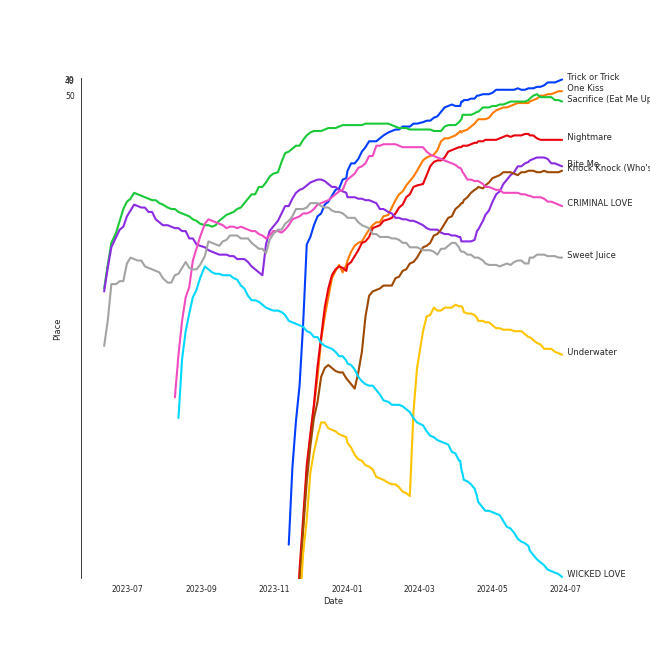 Trick or Trick
One Kiss
Sacrifice (Eat Me Up
50
Nightmare
Bite Me
Knock Knock (Who's
CRIMINAL LOVE
Sweet Juice
Place
Underwater
WICKED LOVE
2023-07 2023-09 2023-11 2024-01 2024-03 2024-05 2024-07
Date